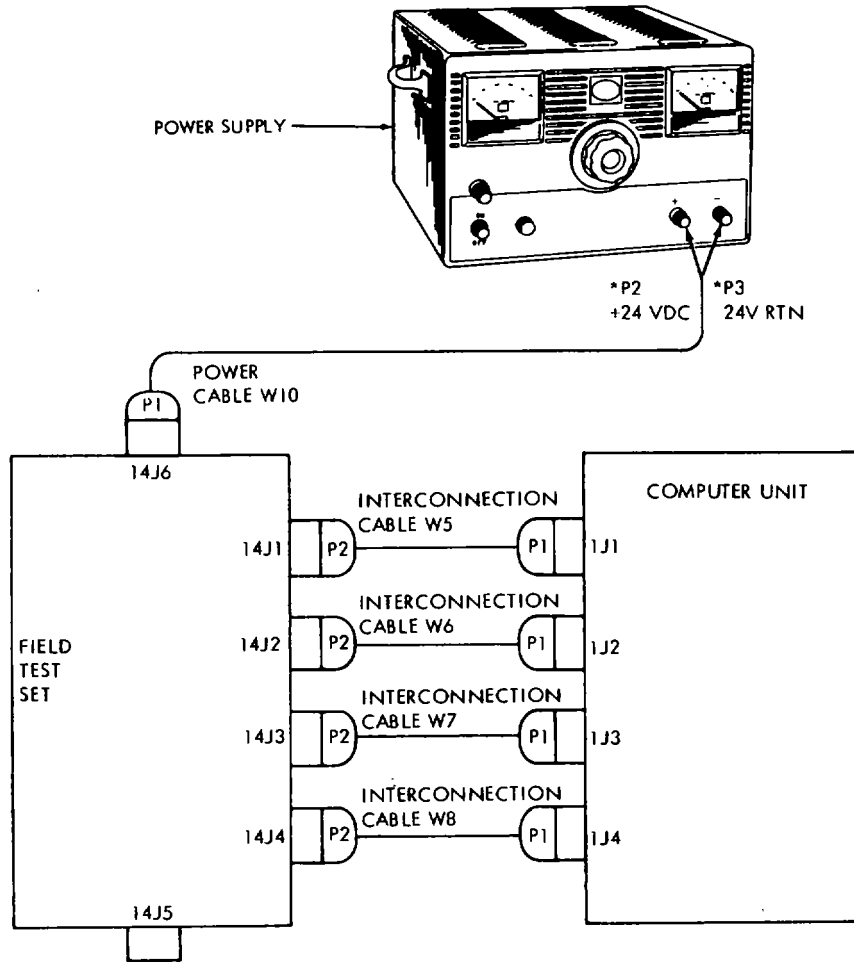 POWER SUPPLY
ON
OFF
+
-
*P2
+24 VDC
*P3
24V RTN
POWER
CABLE W10
P1
14J6
FIELD
TEST
SET
COMPUTER UNIT
INTERCONNECTION
CABLE W5
14J1
P2
P1
1J1
INTERCONNECTION
CABLE W6
14J2
P2
P1
1J2
INTERCONNECTION
CABLE W7
14J3
P2
P1
1J3
INTERCONNECTION
CABLE W8
14J4
P2
P1
1J4
14J5